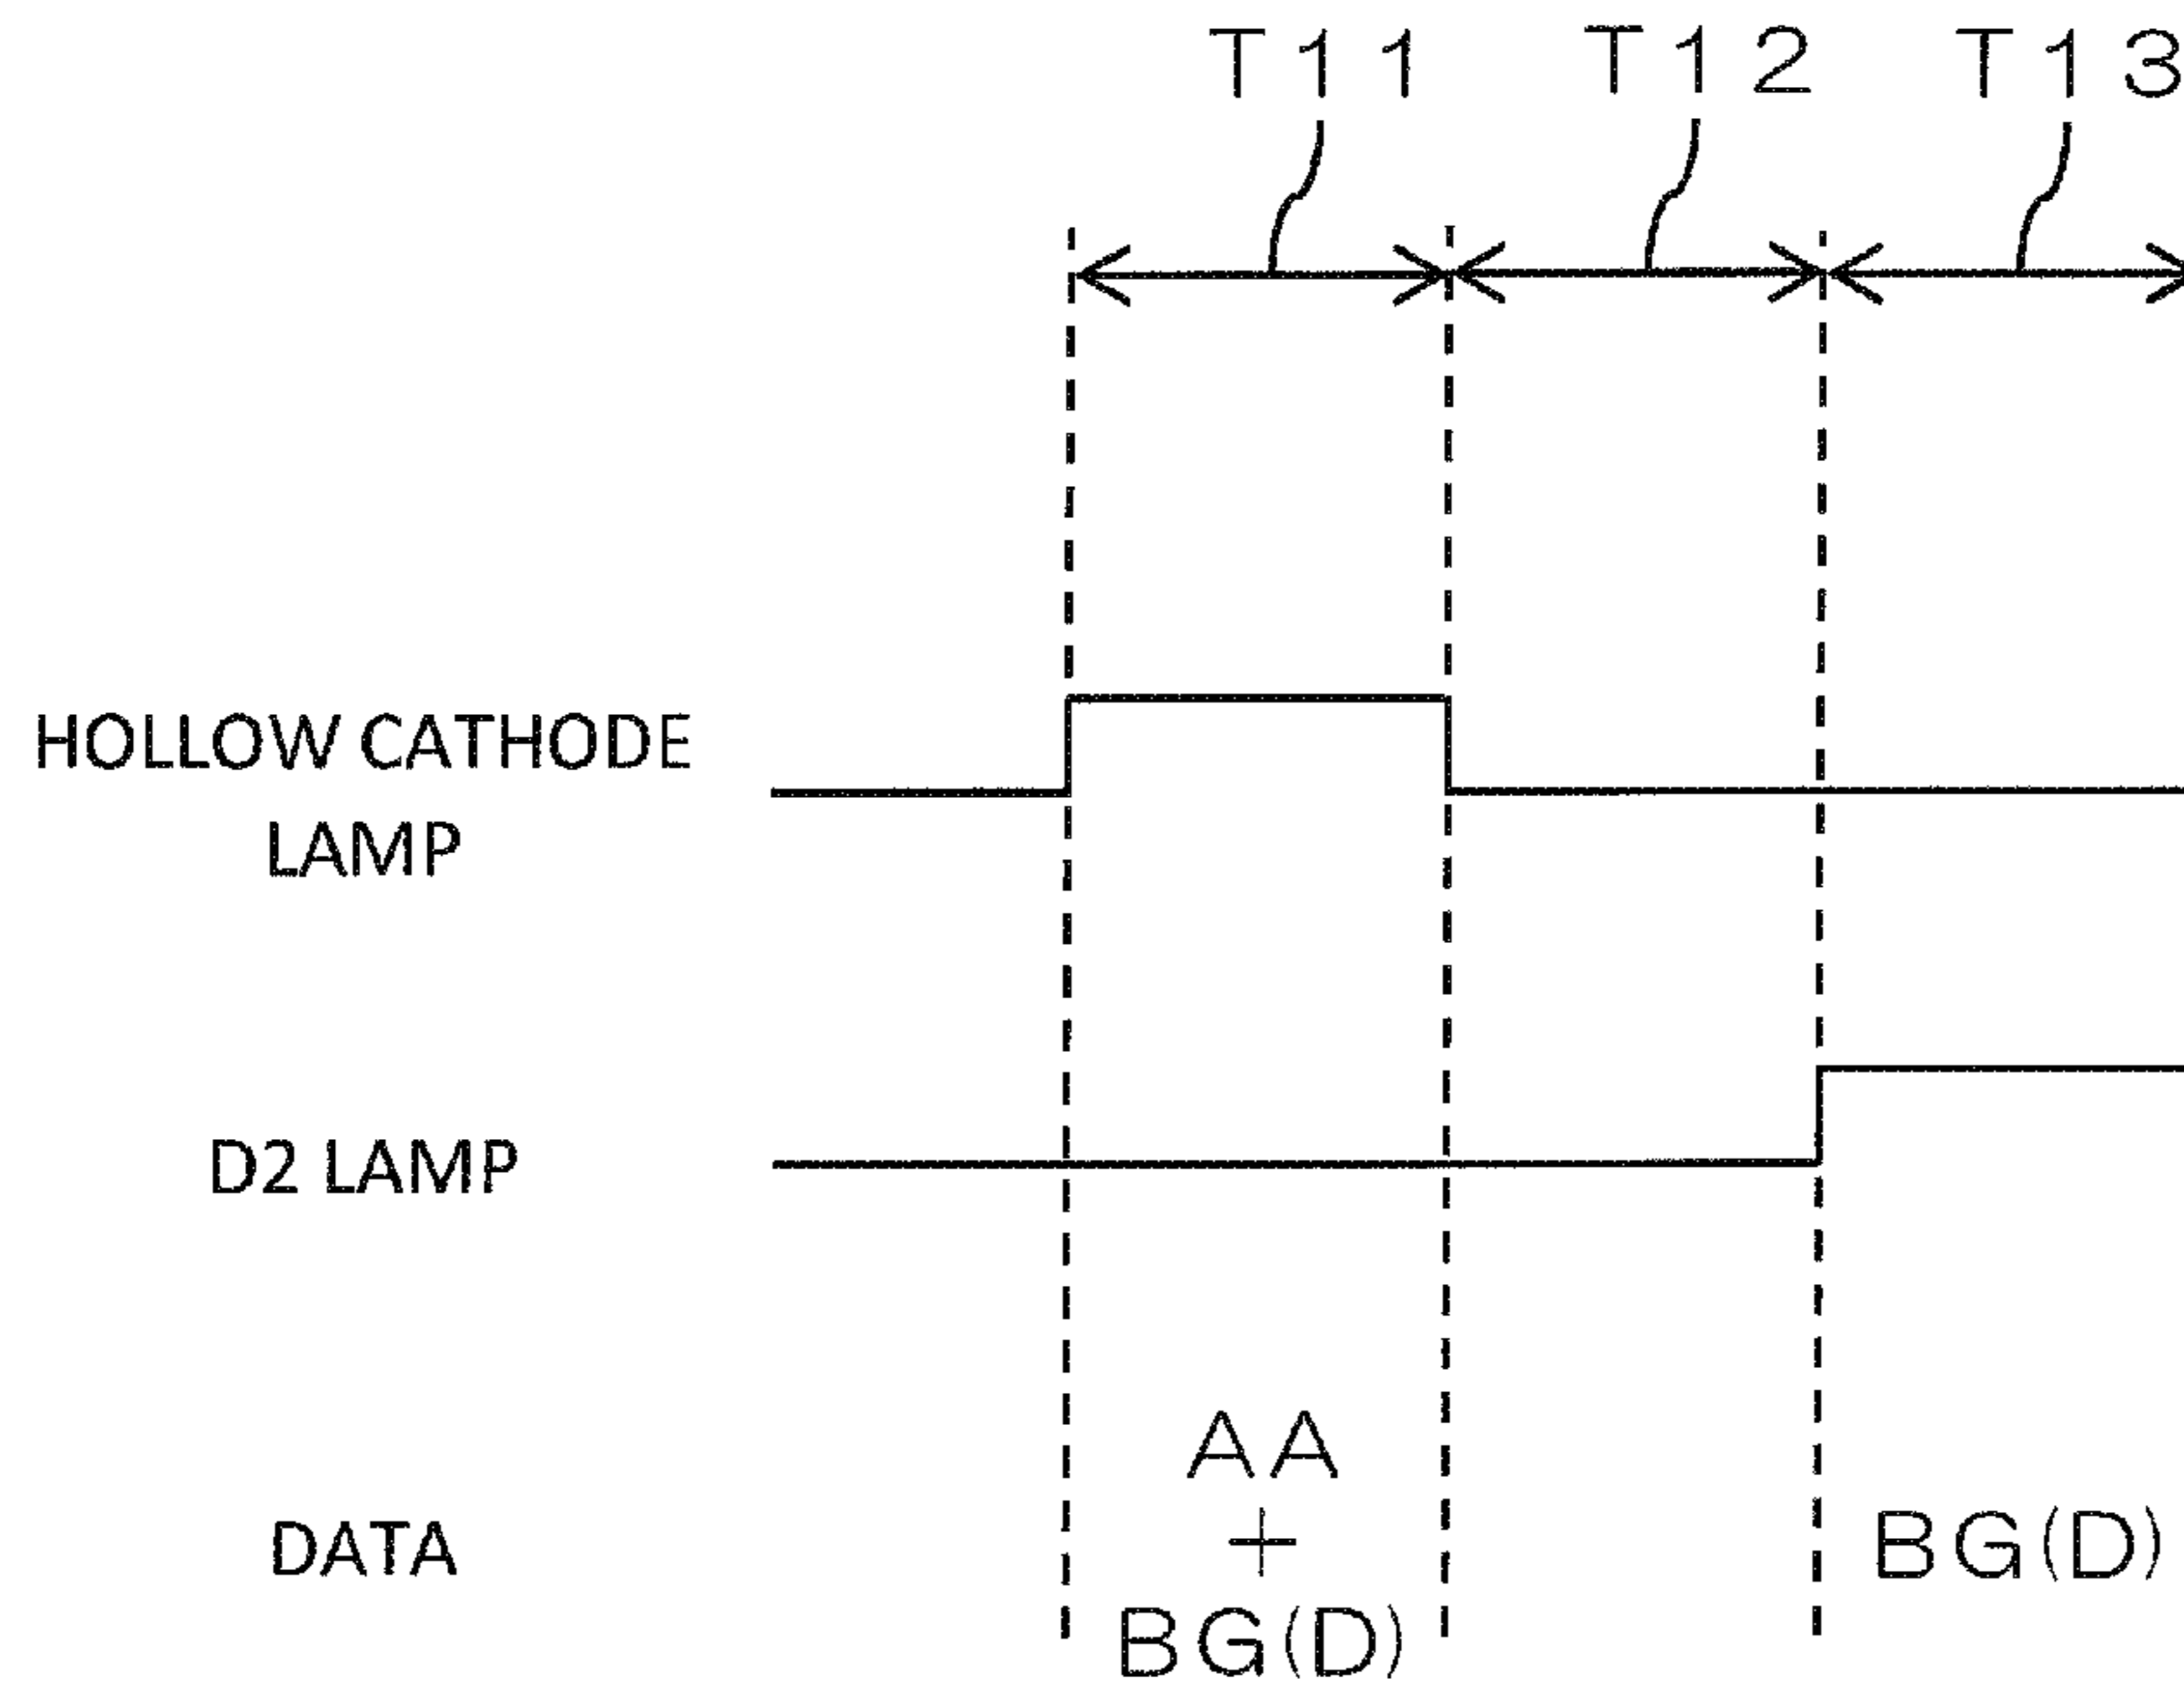 T11 T12 T13
HOLLOW CATHODE
LAMP
D2 LAMP
DATA
AA
+
BG(D)
BG(D)